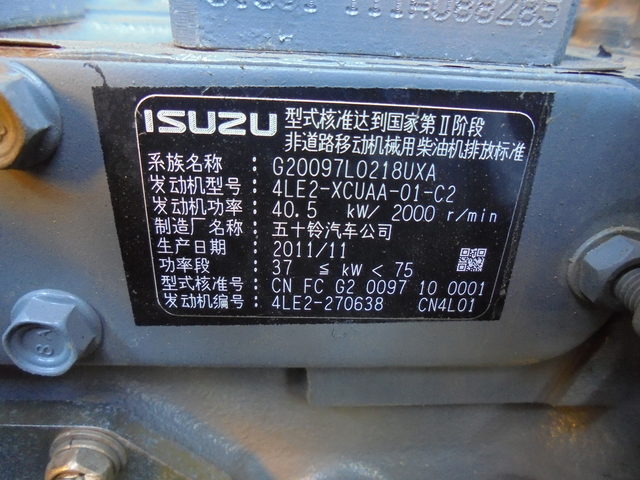 ISUZU 型式核准达到国家第Ⅱ阶段
非道路移动机械用柴油机排放标准
系族名称 : G20097L0218UXA
发动机型号: 4LE2-XCUAA-01-C2
发动机功率: 40.5 kW/ 2000 r/min
制造厂名称: 五十铃汽车公司
生产日期 : 2011/11
功率段 : 37 ≤ kW < 75
型式核准号: CN FC G2 0097 10 0001
发动机编号: 4LE2-270638 CN4L01
8A